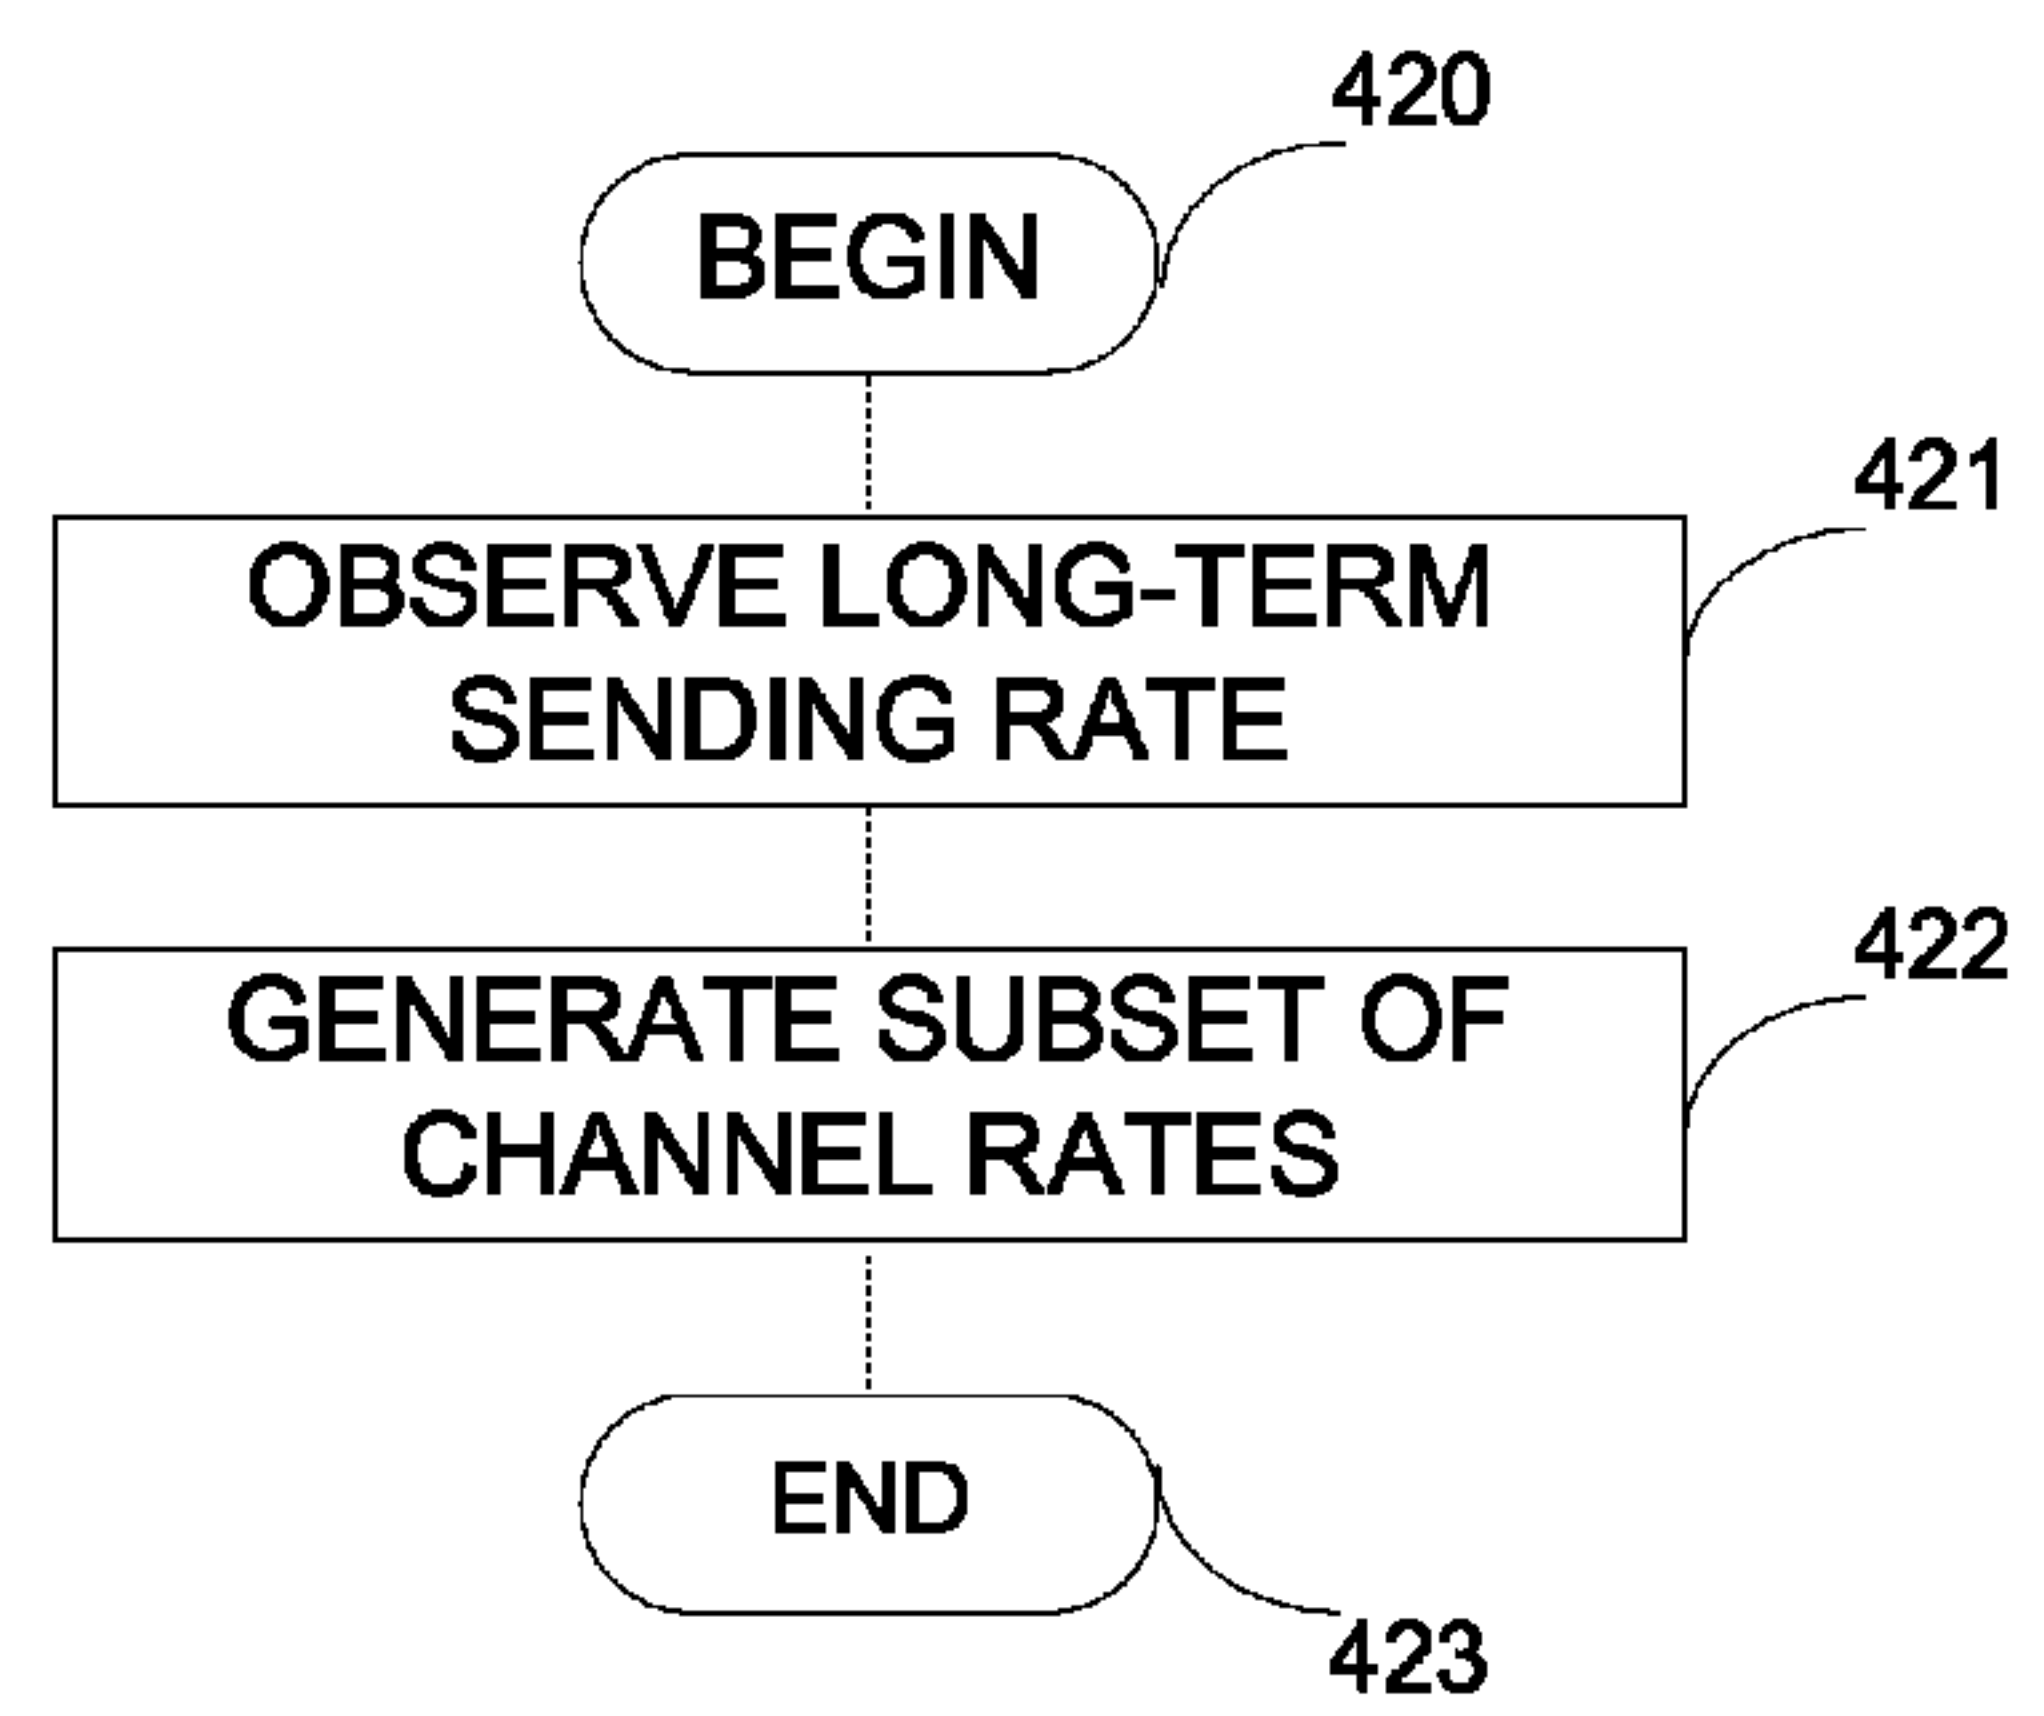 420
BEGIN
421
OBSERVE LONG-TERM
SENDING RATE
422
GENERATE SUBSET OF
CHANNEL RATES
END
423